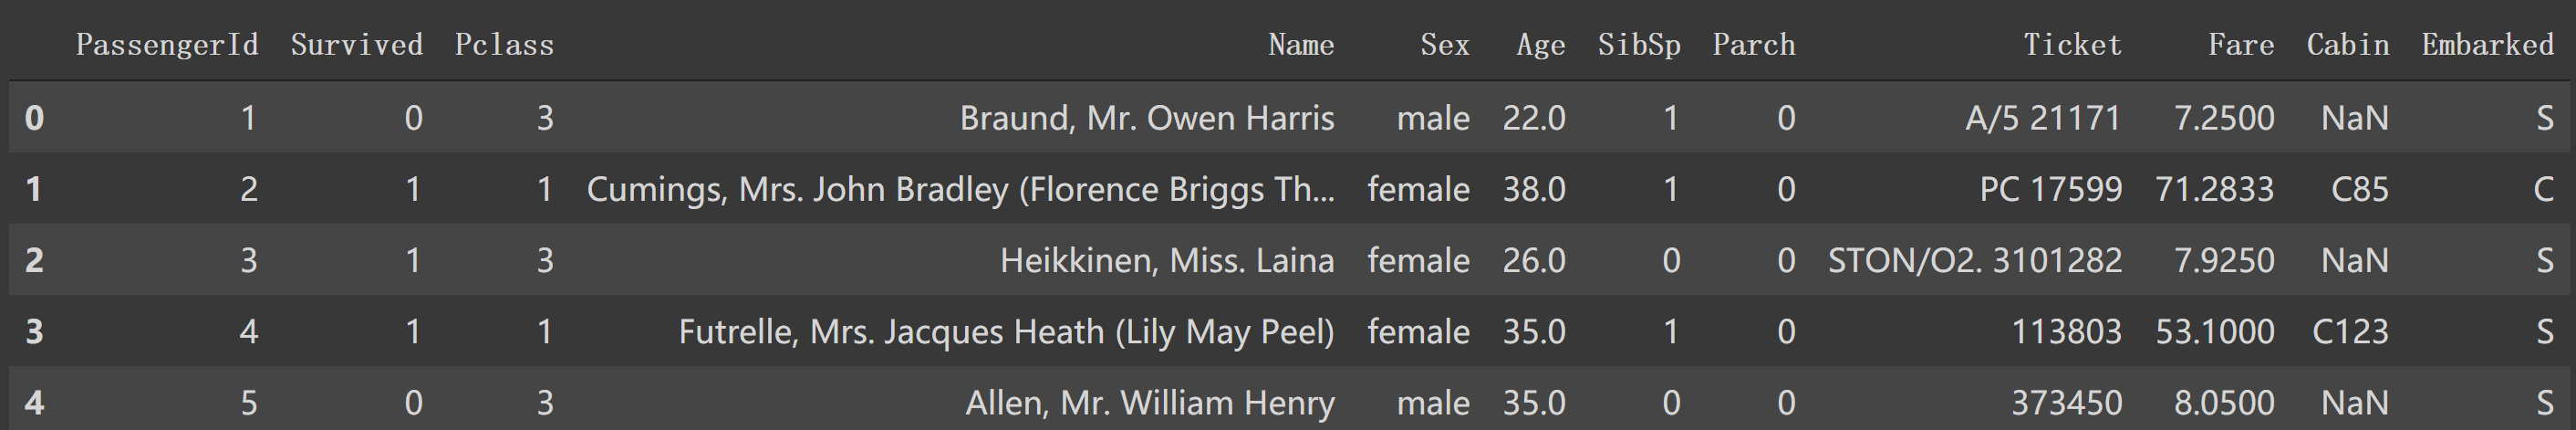 PassengerId Survived Pclass Name Sex Age SibSp Parch Ticket Fare Cabin Embarked
0 1 0 3 Braund, Mr. Owen Harris male 22.0 1 0 A/5 21171 7.2500 NaN S
1 2 1 1 Cumings, Mrs. John Bradley (Florence Briggs Th... female 38.0 1 0 PC 17599 71.2833 C85 C
2 3 1 3 Heikkinen, Miss. Laina female 26.0 0 0 STON/O2. 3101282 7.9250 NaN S
3 4 1 1 Futrelle, Mrs. Jacques Heath (Lily May Peel) female 35.0 1 0 113803 53.1000 C123 S
4 5 0 3 Allen, Mr. William Henry male 35.0 0 0 373450 8.0500 NaN S